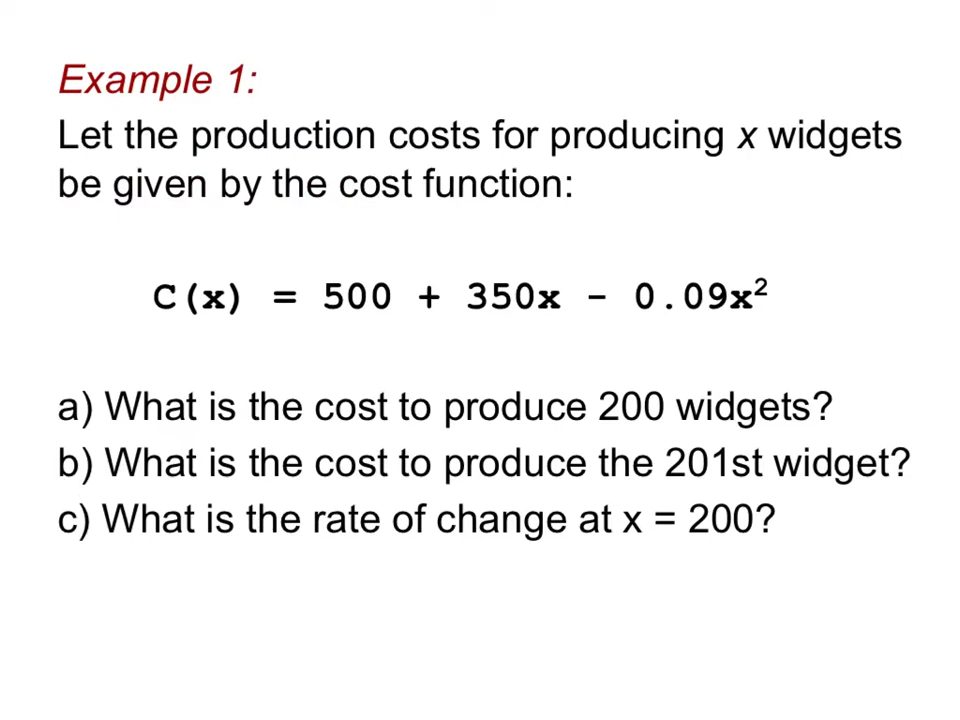 Example 1:
Let the production costs for producing x widgets
be given by the cost function:
C(x) = 500 + 350x - 0.09x²
a) What is the cost to produce 200 widgets?
b) What is the cost to produce the 201st widget?
c) What is the rate of change at x = 200?